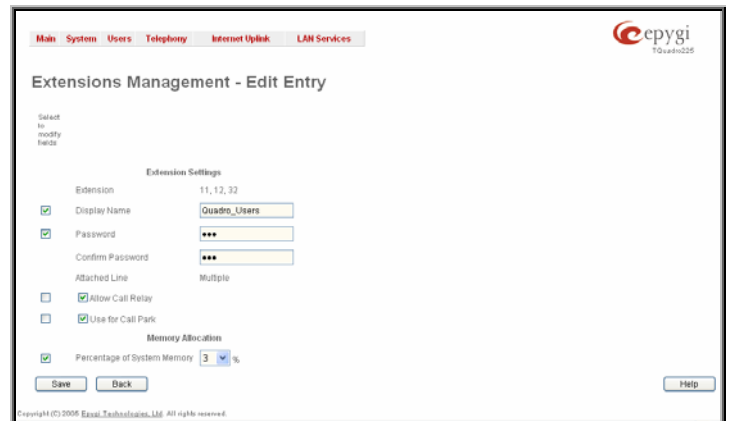 Main System Users Telephony Internet Uplink LAN Services
epygi
TQuadro225
Extensions Management - Edit Entry
Select
to
modify
fields
Extension Settings
Extension 11, 12, 32
Display Name Quadro_Users
Password •••
Confirm Password •••
Attached Line Multiple
Allow Call Relay
Use for Call Park
Memory Allocation
Percentage of System Memory 3 %
Save Back Help
Copyright (C) 2005 Epygi Technologies, Ltd. All rights reserved.